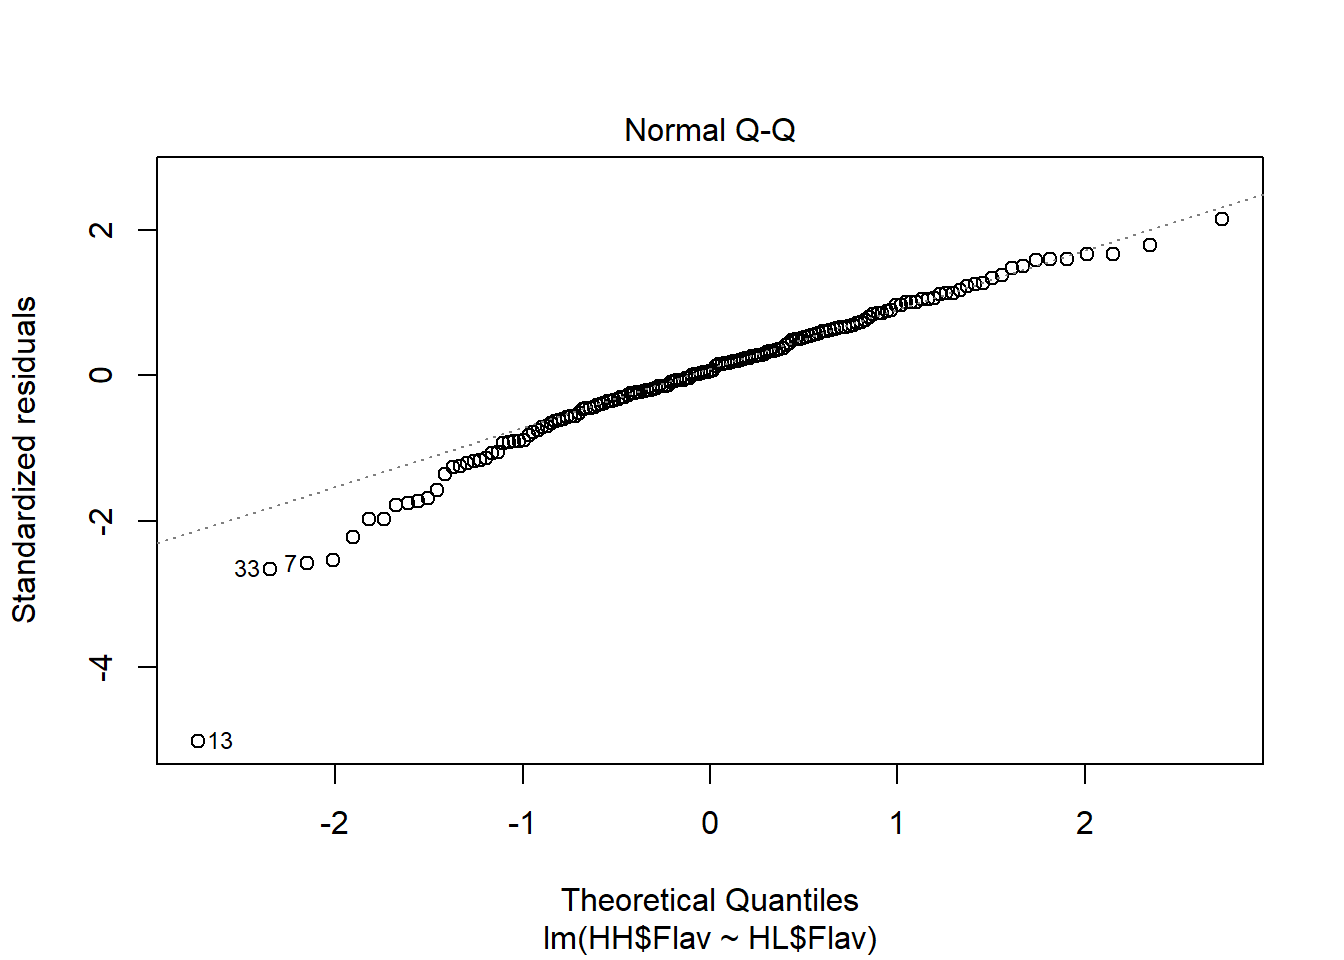 Normal Q-Q
Standardized residuals
2
0
-2
-4
33
7
13
-2 -1 0 1 2
Theoretical Quantiles
lm(HH$Flav ~ HL$Flav)